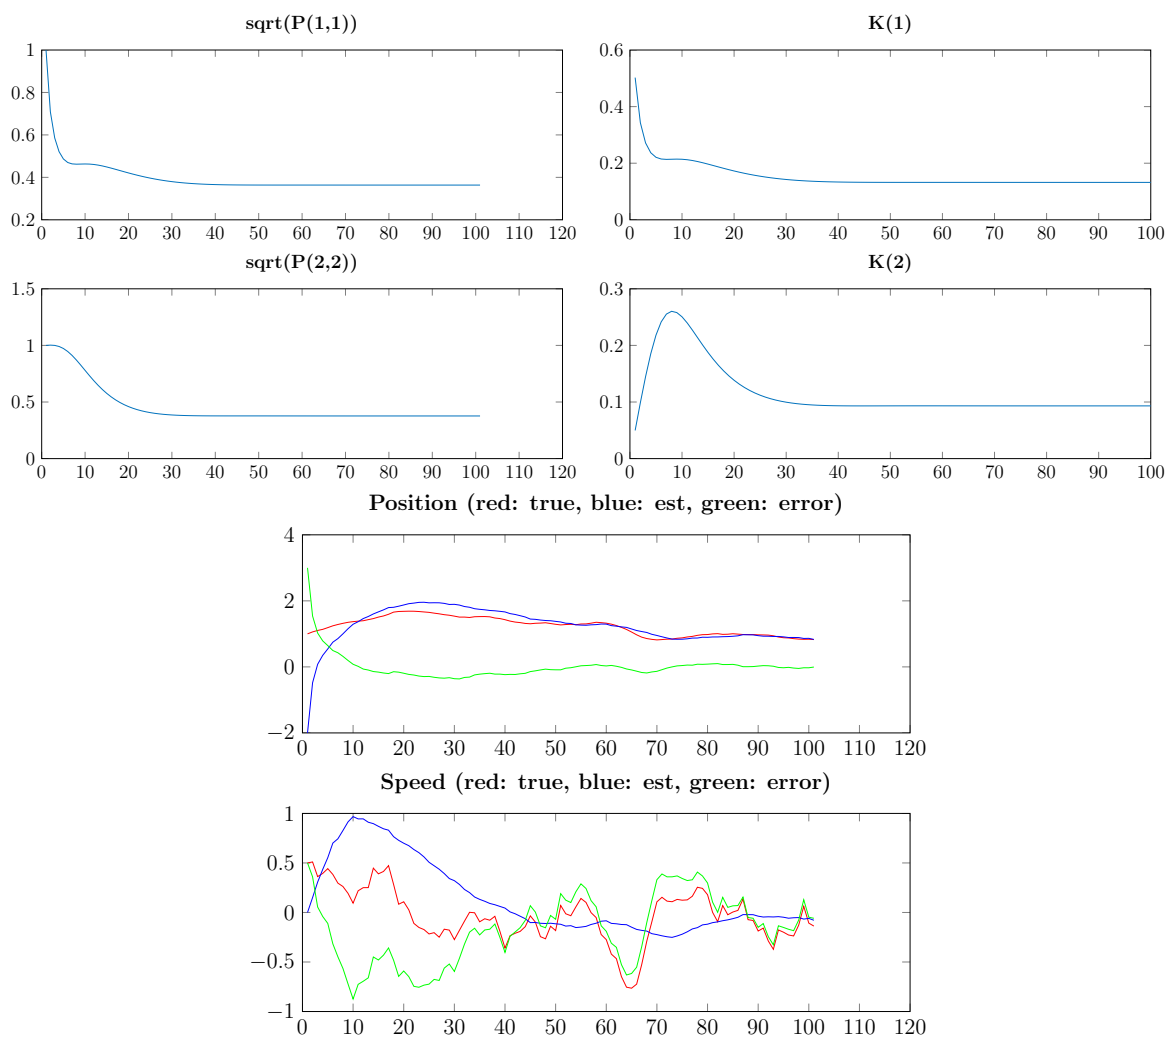 sqrt(P(1,1))
1
0.8
0.6
0.4
0.2
0 10 20 30 40 50 60 70 80 90 100 110 120
K(1)
0.6
0.4
0.2
0
0 10 20 30 40 50 60 70 80 90 100
sqrt(P(2,2))
1.5
1
0.5
0
0 10 20 30 40 50 60 70 80 90 100 110 120
K(2)
0.3
0.2
0.1
0
0 10 20 30 40 50 60 70 80 90 100
Position (red: true, blue: est, green: error)
4
2
0
−2
0 10 20 30 40 50 60 70 80 90 100 110 120
Speed (red: true, blue: est, green: error)
1
0.5
0
−0.5
−1
0 10 20 30 40 50 60 70 80 90 100 110 120